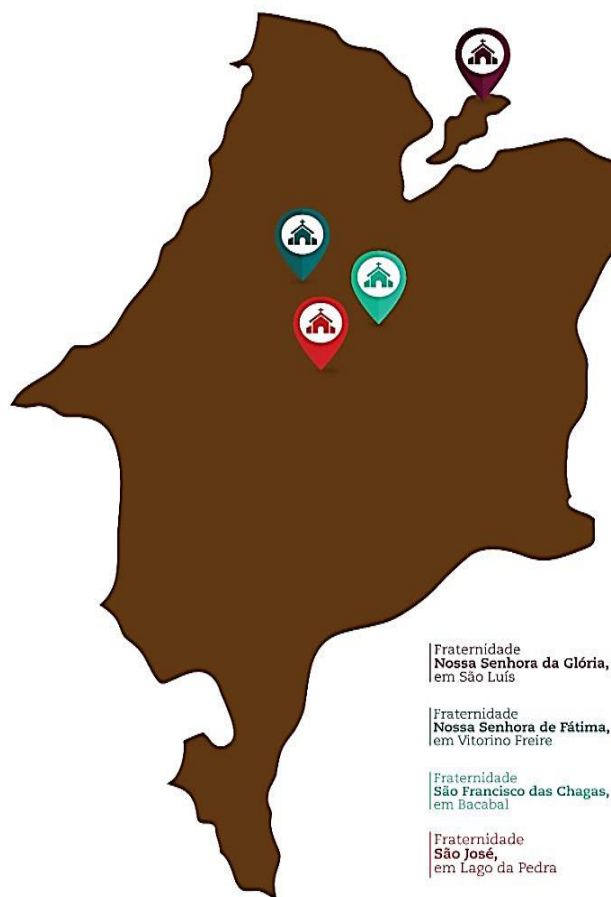 Fraternidade
Nossa Senhora da Glória,
em São Luís
Fraternidade
Nossa Senhora de Fátima,
em Vitorino Freire
Fraternidade
São Francisco das Chagas,
em Bacabal
Fraternidade
São José,
em Lago da Pedra